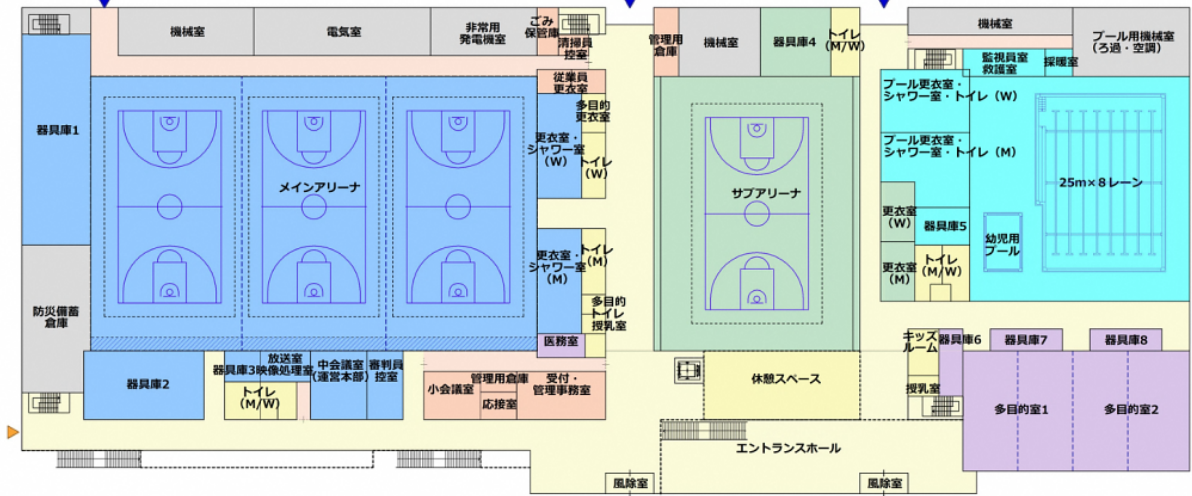 機械室
電気室
非常用
発電機室
ごみ
保管庫
清掃員
控室
管理用
倉庫
機械室
器具庫4
トイレ
(M/W)
機械室
プール用機械室
(ろ過・空調)
監視員室
救護室
採暖室
従業員
更衣室
多目的
更衣室
プール更衣室・
シャワー室・トイレ(W)
器具庫1
更衣室・
シャワー室
(W)
トイレ
(W)
プール更衣室・
シャワー室・トイレ(M)
メインアリーナ
サブアリーナ
25m×8レーン
更衣室
(W)
器具庫5
幼児用
プール
更衣室・
シャワー室
(M)
トイレ
(M)
更衣室
(M)
トイレ
(M/W)
防災備蓄
倉庫
多目的
トイレ
授乳室
医務室
キッズ
ルーム
器具庫6
器具庫7
器具庫8
器具庫2
器具庫3
放送室
映像処理室
中会議室
(運営本部)
審判員
控室
トイレ
(M/W)
小会議室
管理用倉庫
応接室
受付・
管理事務室
休憩スペース
授乳室
多目的室1
多目的室2
エントランスホール
風除室
風除室